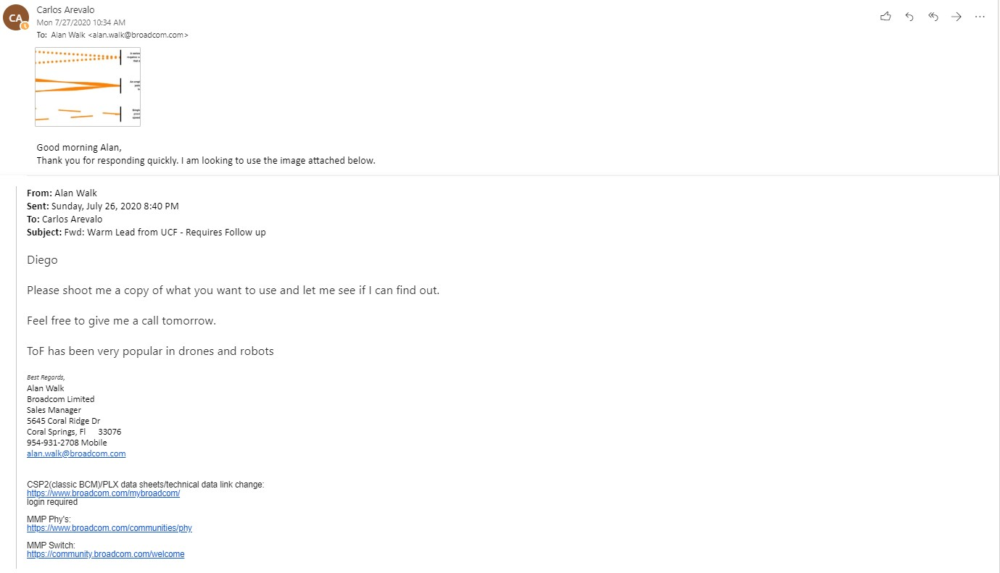 CA
Carlos Arevalo
Mon 7/27/2020 10:34 AM
To: Alan Walk <alan.walk@broadcom.com>
Good morning Alan,
Thank you for responding quickly. I am looking to use the image attached below.
From: Alan Walk
Sent: Sunday, July 26, 2020 8:40 PM
To: Carlos Arevalo
Subject: Fwd: Warm Lead from UCF - Requires Follow up
Diego
Please shoot me a copy of what you want to use and let me see if I can find out.
Feel free to give me a call tomorrow.
ToF has been very popular in drones and robots
Best Regards,
Alan Walk
Broadcom Limited
Sales Manager
5645 Coral Ridge Dr
Coral Springs, Fl 33076
954-931-2708 Mobile
alan.walk@broadcom.com
CSP2(classic BCM)/PLX data sheets/technical data link change:
https://www.broadcom.com/mybroadcom/
login required
MMP Phy's:
https://www.broadcom.com/communities/phy
MMP Switch:
https://community.broadcom.com/welcome